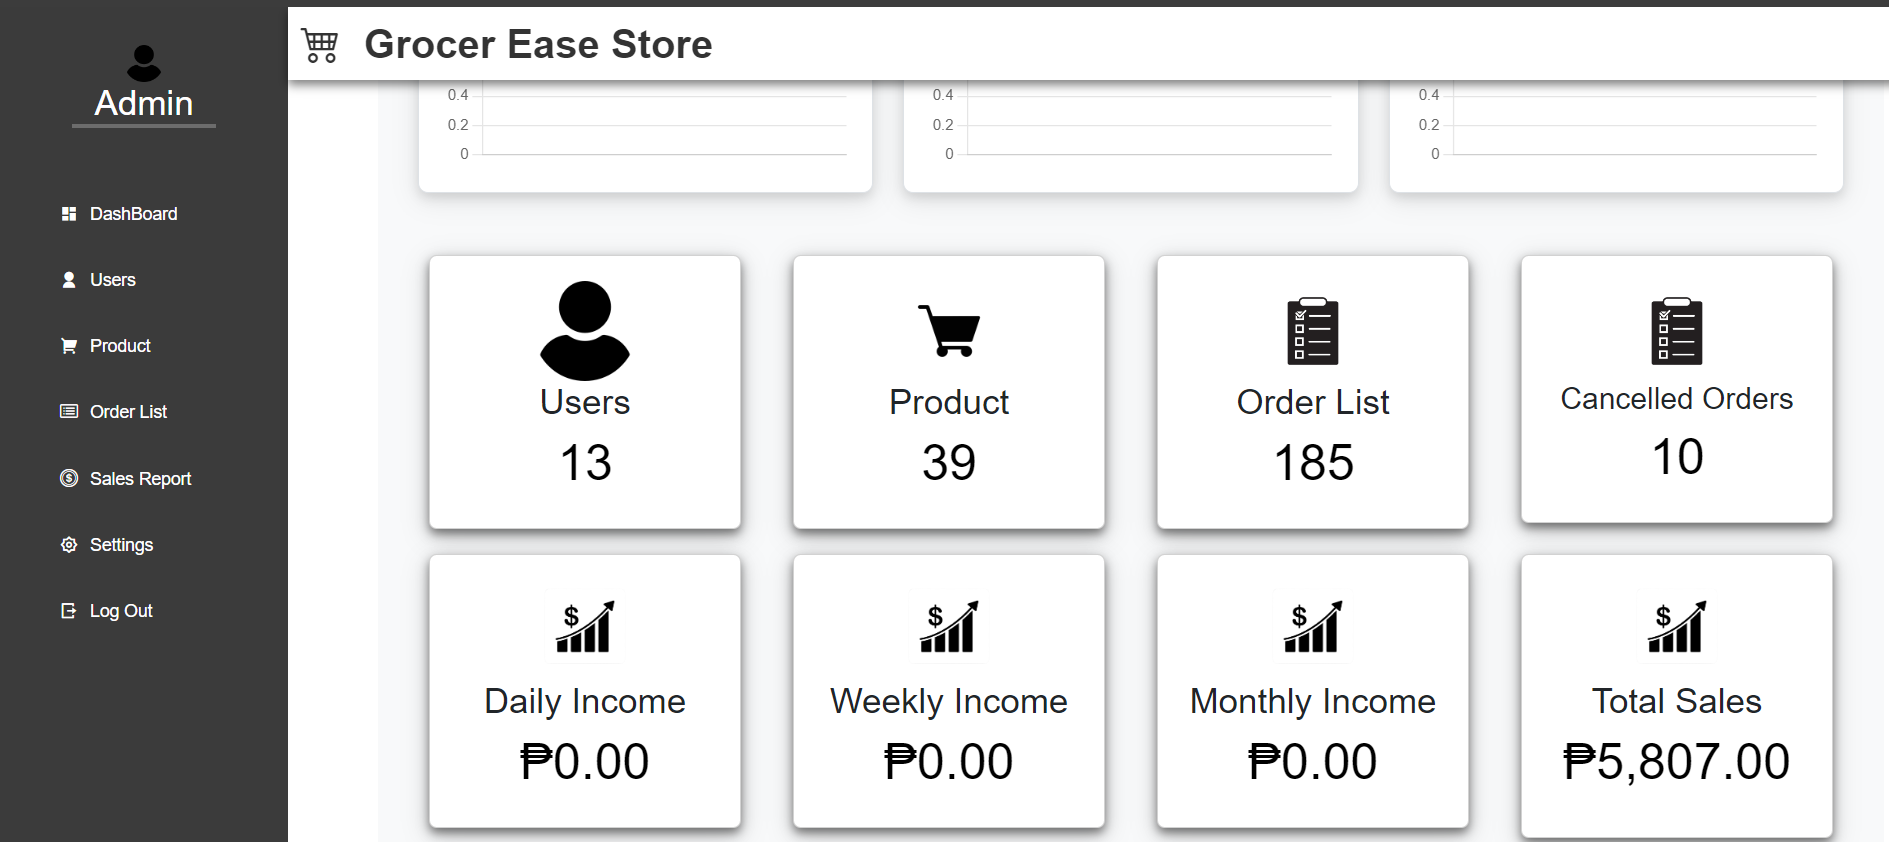 Admin
DashBoard
Users
Product
Order List
Sales Report
Settings
Log Out
Grocer Ease Store
0.4 0.4 0.4
0.2 0.2 0.2
0 0 0
Users Product Order List Cancelled Orders
13 39 185 10
$ $ $ $
Daily Income Weekly Income Monthly Income Total Sales
₱0.00 ₱0.00 ₱0.00 ₱5,807.00